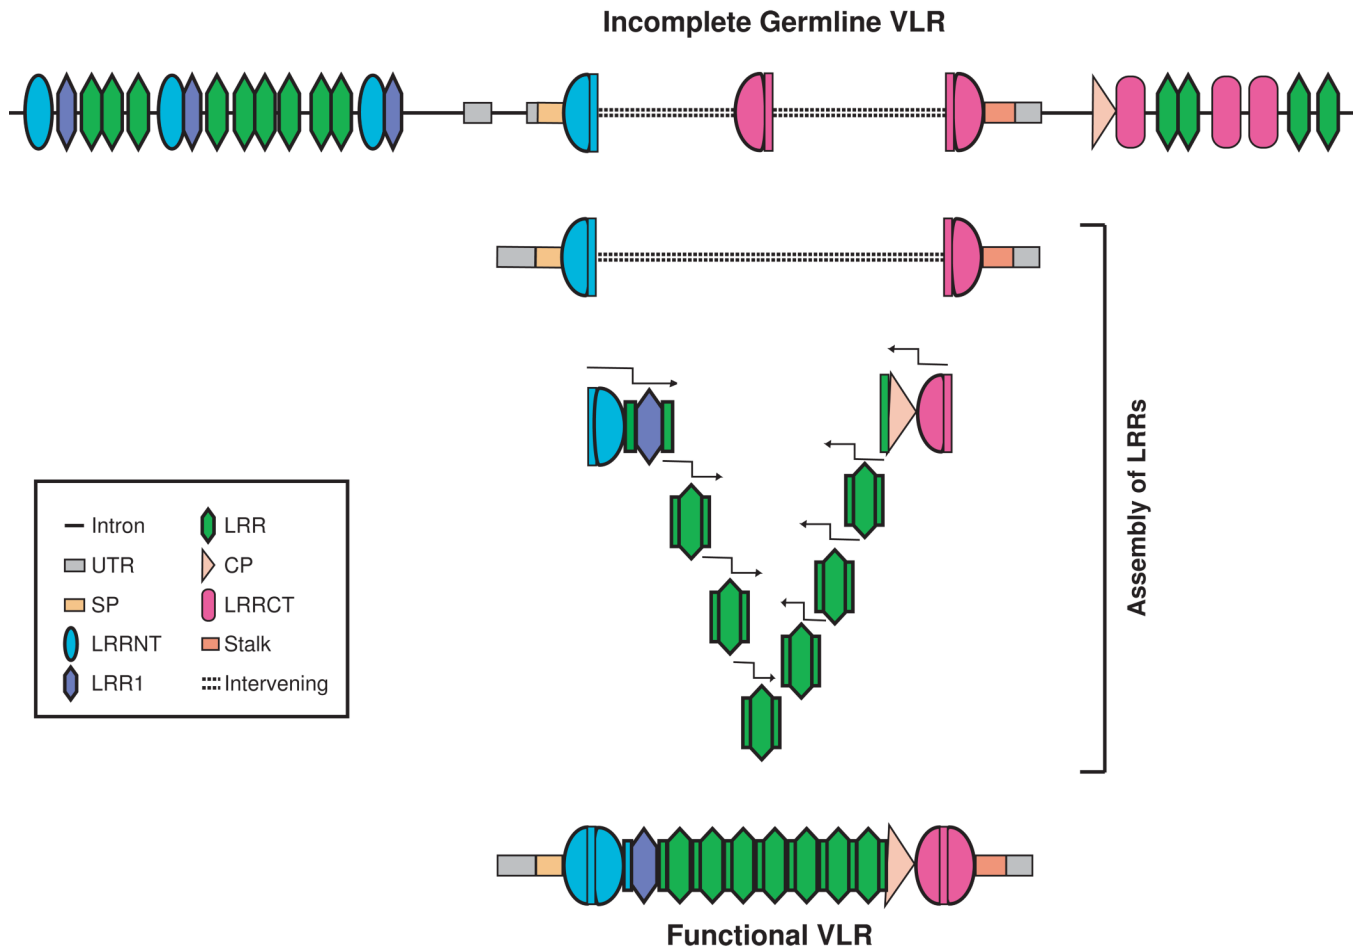 Incomplete Germline VLR
Assembly of LRRs
Intron
UTR
SP
LRRNT
LRR1
LRR
CP
LRRCT
Stalk
Intervening
Functional VLR